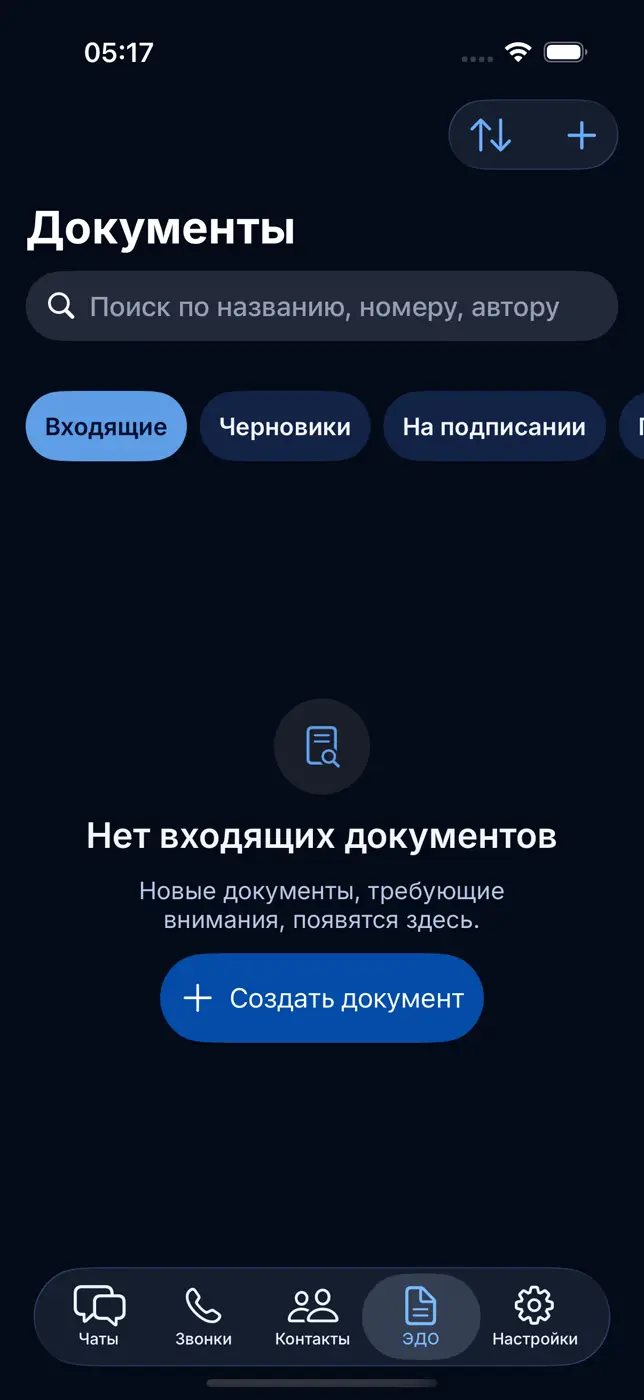 05:17
Документы
Поиск по названию, номеру, автору
Входящие
Черновики
На подписании
Нет входящих документов
Новые документы, требующие
внимания, появятся здесь.
Создать документ
Чаты
Звонки
Контакты
ЭДО
Настройки